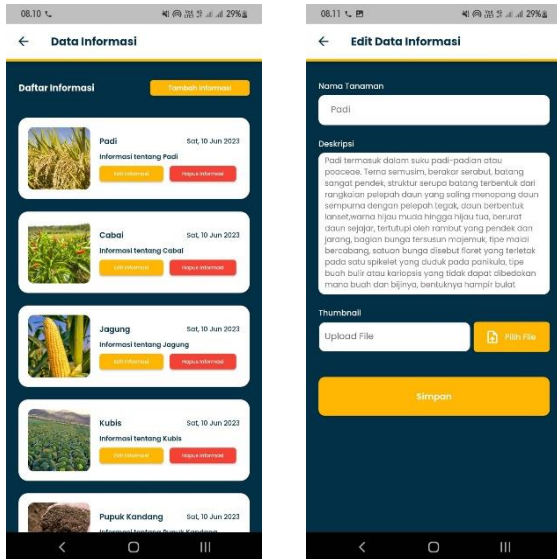 08.10
29%
Data Informasi
Daftar Informasi
Tambah Informasi
Padi
Sat, 10 Jun 2023
Informasi tentang Padi
Edit Informasi
Hapus Informasi
Cabai
Sat, 10 Jun 2023
Informasi tentang Cabai
Edit Informasi
Hapus Informasi
Jagung
Sat, 10 Jun 2023
Informasi tentang Jagung
Edit Informasi
Hapus Informasi
Kubis
Sat, 10 Jun 2023
Informasi tentang Kubis
Edit Informasi
Hapus Informasi
Pupuk Kandang
Sat, 10 Jun 2023
Informasi tentang Pupuk Kandang
08.11
29%
Edit Data Informasi
Nama Tanaman
Padi
Deskripsi
Padi termasuk dalam suku padi-padian atau
poaceae. Terna semusim, berakar serabut, batang
sangat pendek, struktur serupa batang terbentuk dari
rangkaian pelepah daun yang saling menopang daun
sempurna dengan pelepah tegak, daun berbentuk
lanset,warna hijau muda hingga hijau tua, berurat
daun sejajar, tertutupi oleh rambut yang pendek dan
jarang, bagian bunga tersusun majemuk, tipe malai
bercabang, satuan bunga disebut floret yang terletak
pada satu spikelet yang duduk pada panikula, tipe
buah bulir atau kariopsis yang tidak dapat dibedakan
mana buah dan bijinya, bentuknya hampir bulat
Thumbnail
Upload File
Pilih File
Simpan